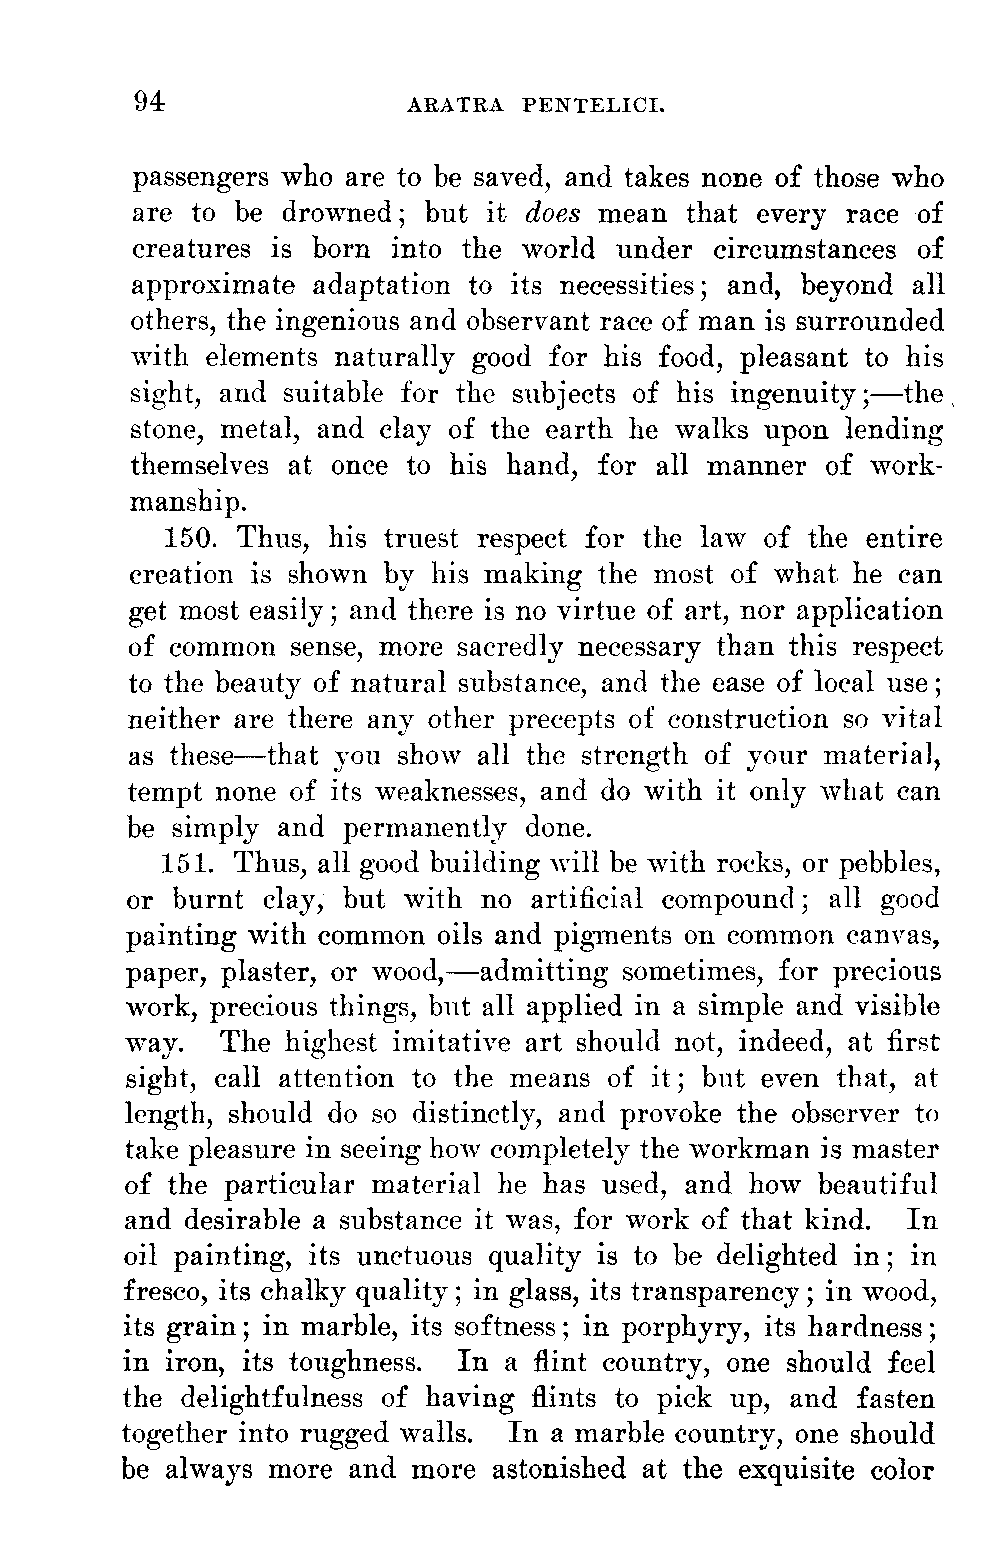 94 ARATRA PENTELICI.
passengers who are to be saved, and takes none of those who
are to be drowned; but it does mean that every race of
creatures is born into the world under circumstances of
approximate adaptation to its necessities; and, beyond all
others, the ingenious and observant race of man is surrounded
with elements naturally good for his food, pleasant to his
sight, and suitable for the subjects of his ingenuity;—the
stone, metal, and clay of the earth he walks upon lending
themselves at once to his hand, for all manner of work-
manship.
150. Thus, his truest respect for the law of the entire
creation is shown by his making the most of what he can
get most easily; and there is no virtue of art, nor application
of common sense, more sacredly necessary than this respect
to the beauty of natural substance, and the ease of local use;
neither are there any other precepts of construction so vital
as these—that you show all the strength of your material,
tempt none of its weaknesses, and do with it only what can
be simply and permanently done.
151. Thus, all good building will be with rocks, or pebbles,
or burnt clay, but with no artificial compound; all good
painting with common oils and pigments on common canvas,
paper, plaster, or wood,—admitting sometimes, for precious
work, precious things, but all applied in a simple and visible
way. The highest imitative art should not, indeed, at first
sight, call attention to the means of it; but even that, at
length, should do so distinctly, and provoke the observer to
take pleasure in seeing how completely the workman is master
of the particular material he has used, and how beautiful
and desirable a substance it was, for work of that kind. In
oil painting, its unctuous quality is to be delighted in; in
fresco, its chalky quality; in glass, its transparency; in wood,
its grain; in marble, its softness; in porphyry, its hardness;
in iron, its toughness. In a flint country, one should feel
the delightfulness of having flints to pick up, and fasten
together into rugged walls. In a marble country, one should
be always more and more astonished at the exquisite color